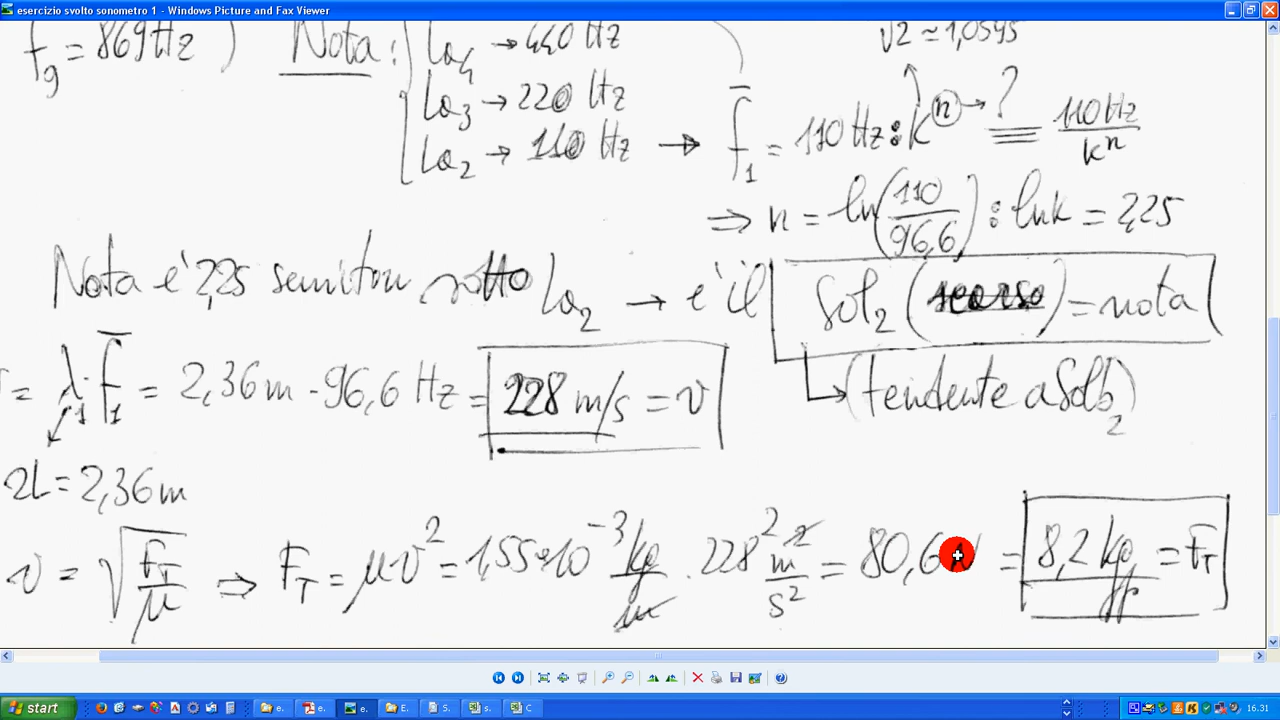 esercizio svolto sonometro 1 - Windows Picture and Fax Viewer
f9 = 869 Hz ) Nota: La4 → 440 Hz
√2 ≃ 1,0595
La3 → 220 Hz
La2 → 110 Hz → f̄1 = 110 Hz : k^n → ? = 110 Hz / k^n
⇒ n = ln(110/96,6) : ln k = 2,25
Nota è 2,25 semitoni sotto La2 → è il Sol2 ( ) = nota
= λ1 · f̄1 = 2,36 m · 96,6 Hz = 228 m/s = v
(tendente a Solb2)
2L = 2,36 m
v = √(FT/μ) ⇒ FT = μv² = 1,55·10⁻³ kg/m · 228² m²/s² = 80,6 N = 8,2 kgp = FT
start
e.
e.
e.
E.
S.
s.
C
16.31